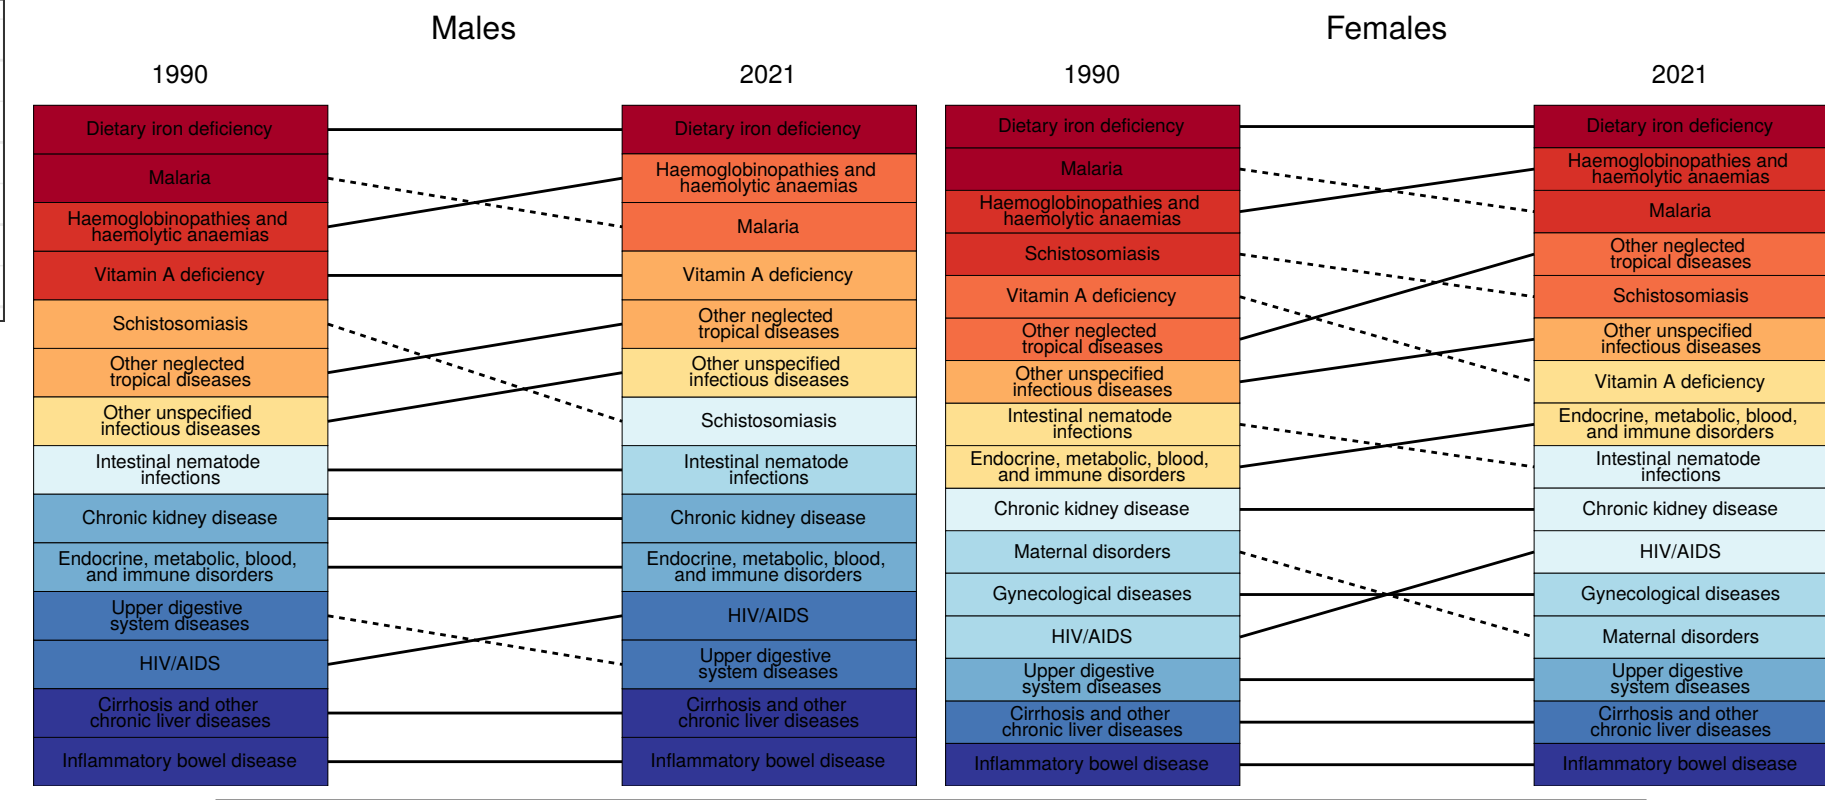 Males
Females
1990
2021
1990
2021
Dietary iron deficiency
Malaria
Haemoglobinopathies and
haemolytic anaemias
Vitamin A deficiency
Schistosomiasis
Other neglected
tropical diseases
Other unspecified
infectious diseases
Intestinal nematode
infections
Chronic kidney disease
Endocrine, metabolic, blood,
and immune disorders
Upper digestive
system diseases
HIV/AIDS
Cirrhosis and other
chronic liver diseases
Inflammatory bowel disease
Dietary iron deficiency
Haemoglobinopathies and
haemolytic anaemias
Malaria
Vitamin A deficiency
Other neglected
tropical diseases
Other unspecified
infectious diseases
Schistosomiasis
Intestinal nematode
infections
Chronic kidney disease
Endocrine, metabolic, blood,
and immune disorders
HIV/AIDS
Upper digestive
system diseases
Cirrhosis and other
chronic liver diseases
Inflammatory bowel disease
Dietary iron deficiency
Malaria
Haemoglobinopathies and
haemolytic anaemias
Schistosomiasis
Vitamin A deficiency
Other neglected
tropical diseases
Other unspecified
infectious diseases
Intestinal nematode
infections
Endocrine, metabolic, blood,
and immune disorders
Chronic kidney disease
Maternal disorders
Gynecological diseases
HIV/AIDS
Upper digestive
system diseases
Cirrhosis and other
chronic liver diseases
Inflammatory bowel disease
Dietary iron deficiency
Haemoglobinopathies and
haemolytic anaemias
Malaria
Other neglected
tropical diseases
Schistosomiasis
Other unspecified
infectious diseases
Vitamin A deficiency
Endocrine, metabolic, blood,
and immune disorders
Intestinal nematode
infections
Chronic kidney disease
HIV/AIDS
Gynecological diseases
Maternal disorders
Upper digestive
system diseases
Cirrhosis and other
chronic liver diseases
Inflammatory bowel disease